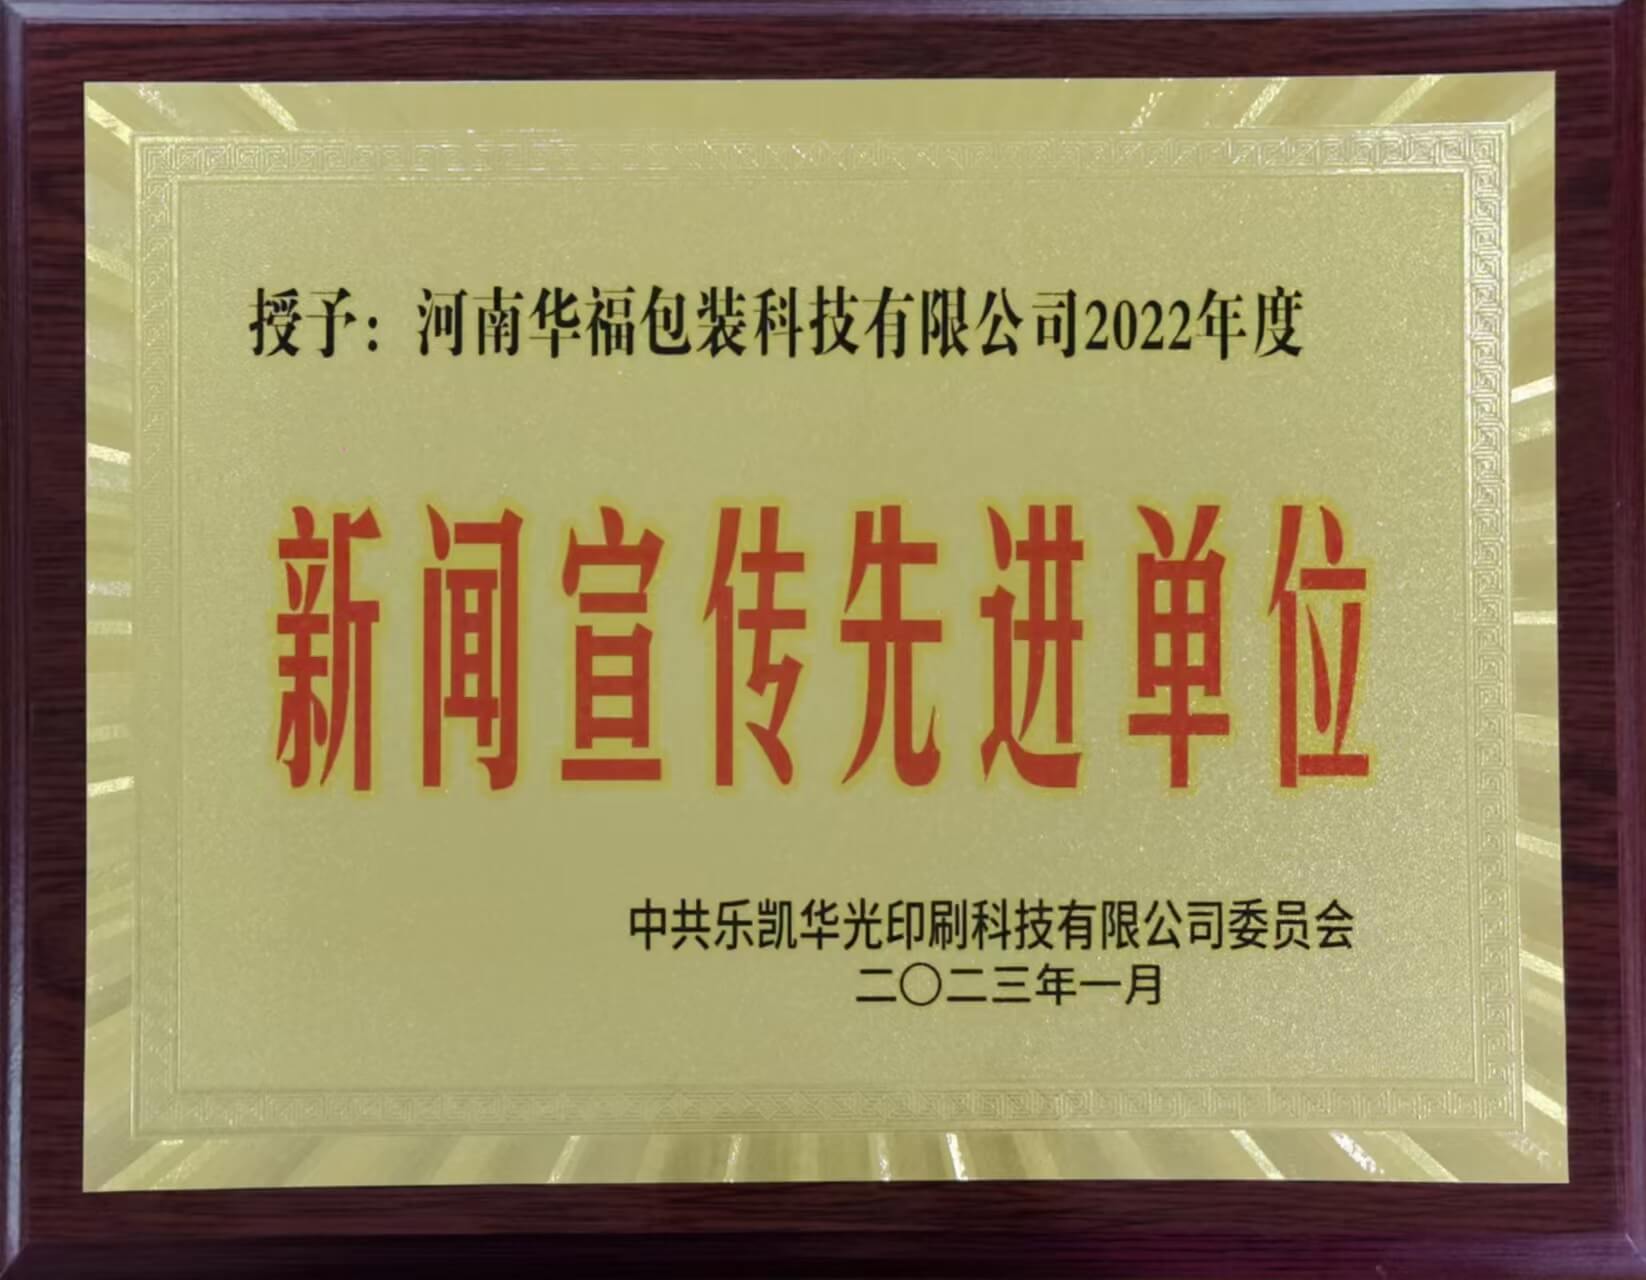 授予：河南华福包装科技有限公司2022年度
新闻宣传先进单位
中共乐凯华光印刷科技有限公司委员会
二〇二三年一月